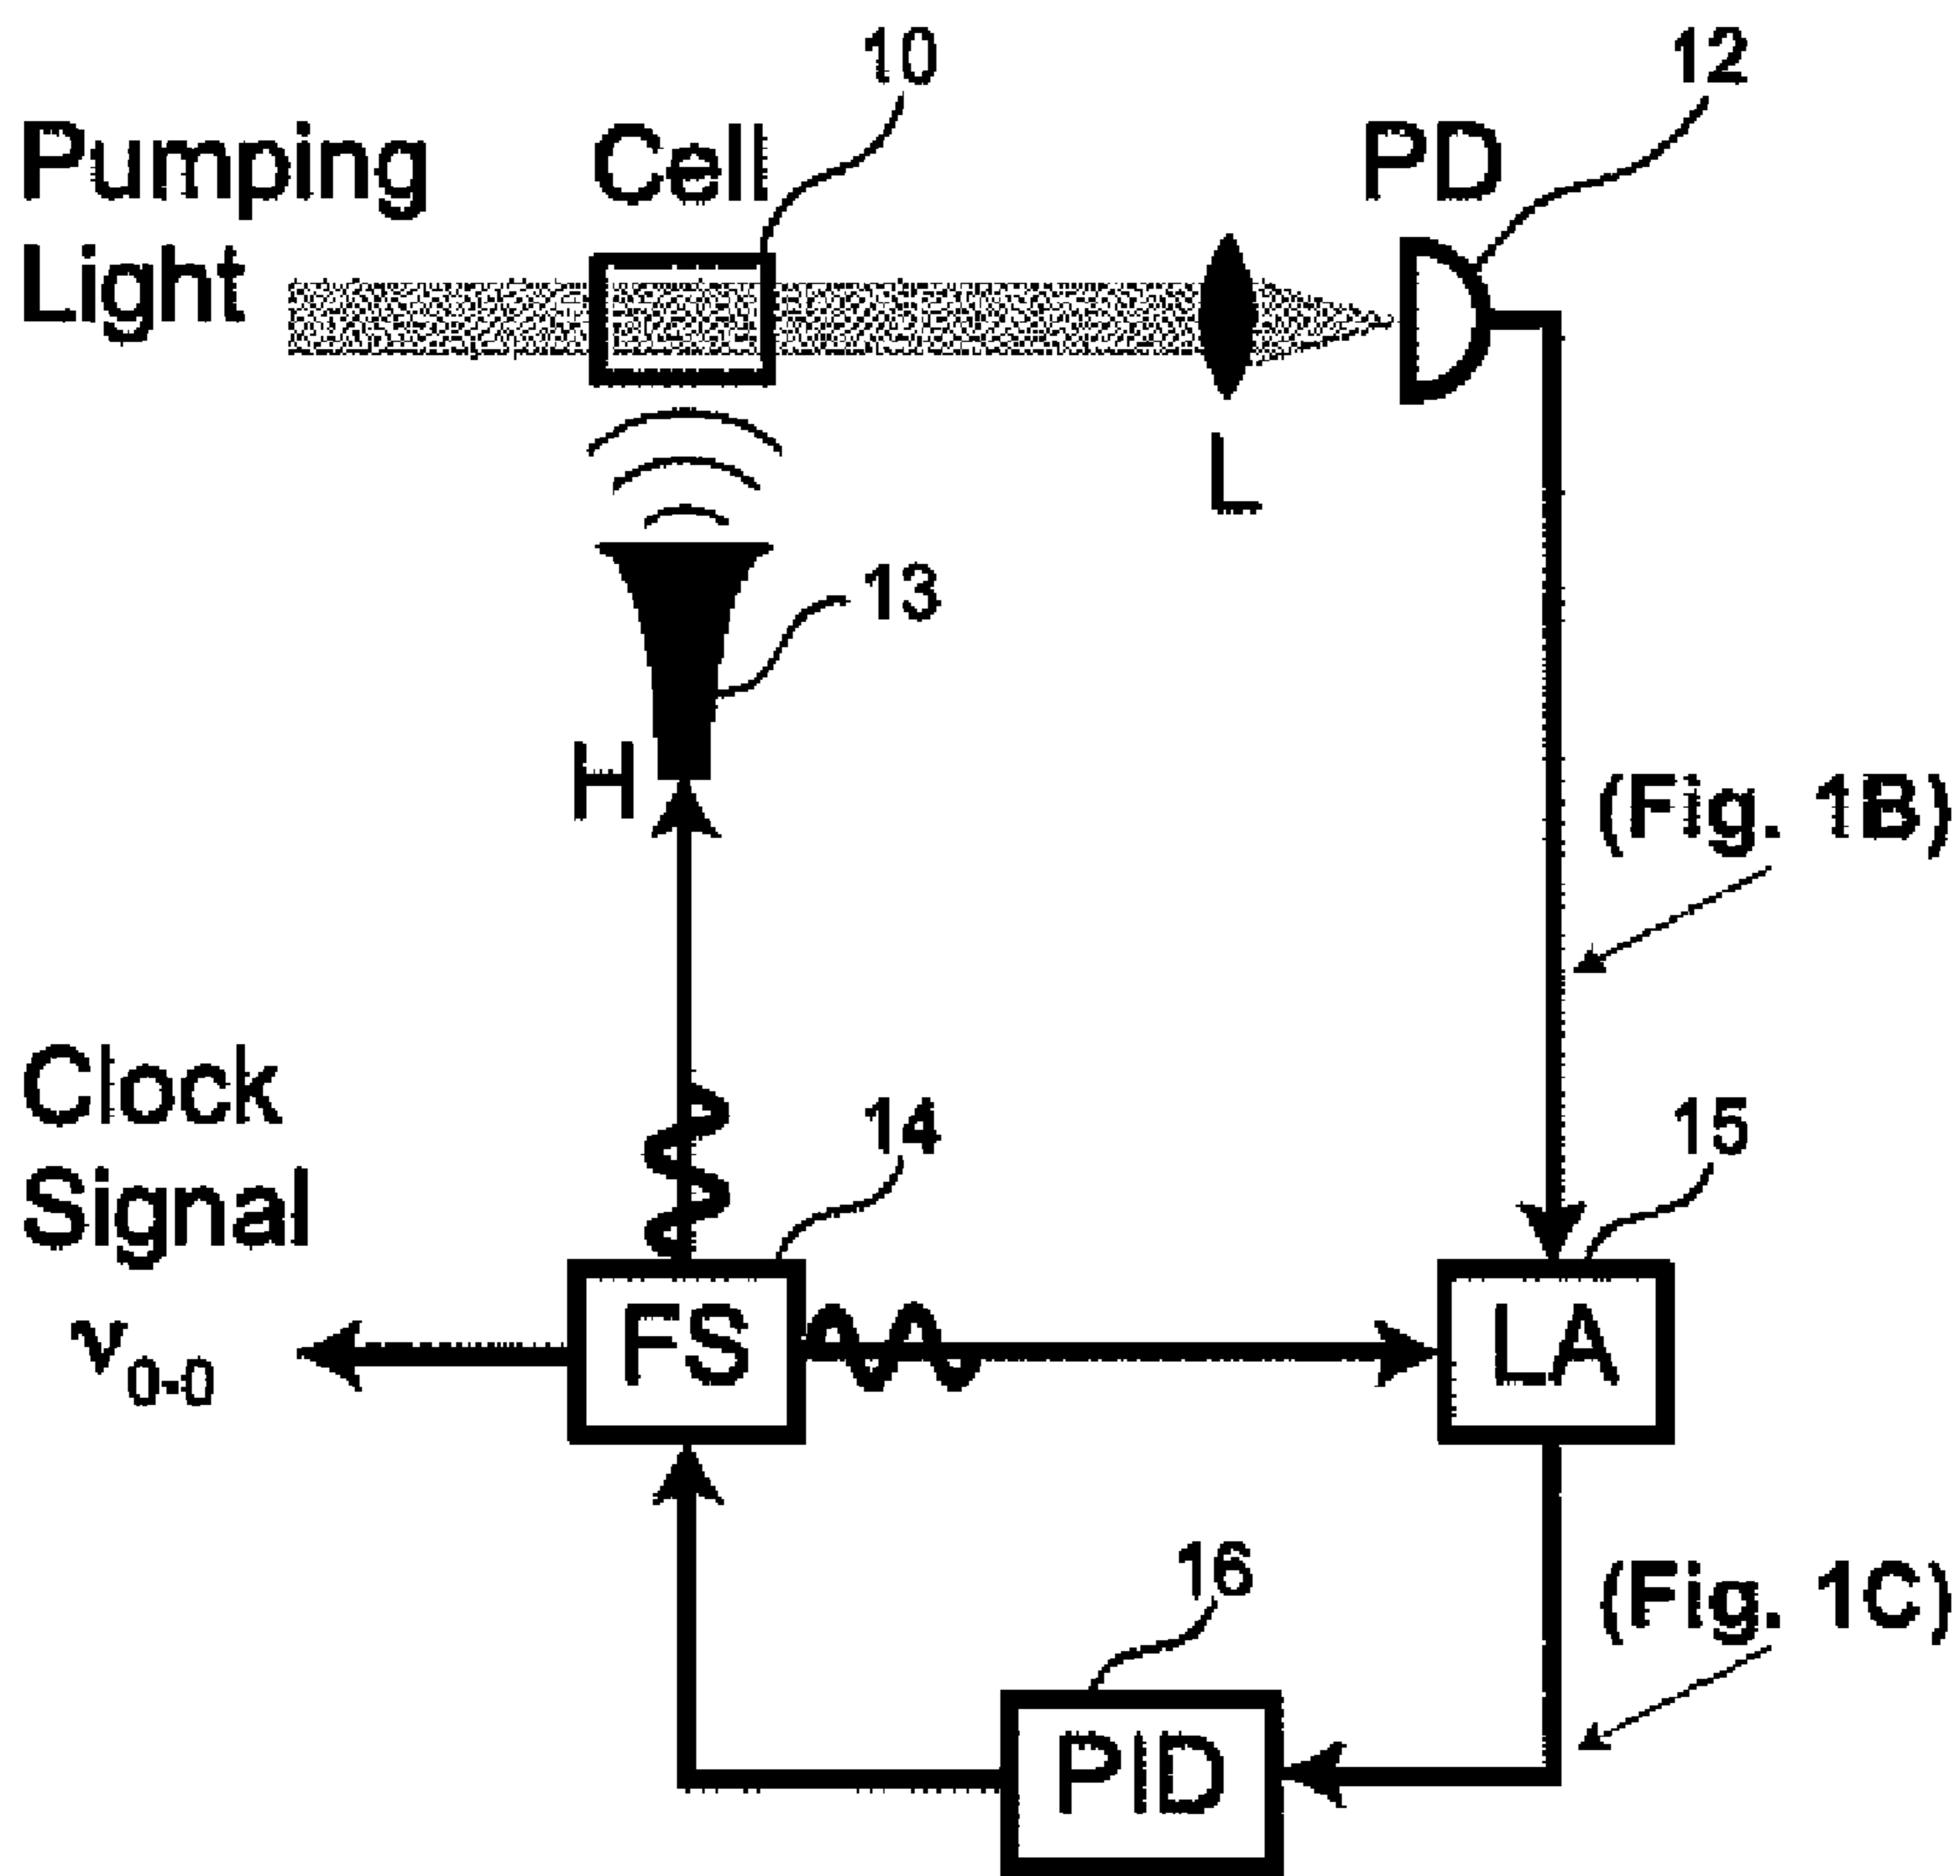 10
12
Pumping
Light
Cell
PD
L
13
H
(Fig. 1B)
Clock
Signal
14
15
ν0-0
FS
LA
16
(Fig. 1C)
PID